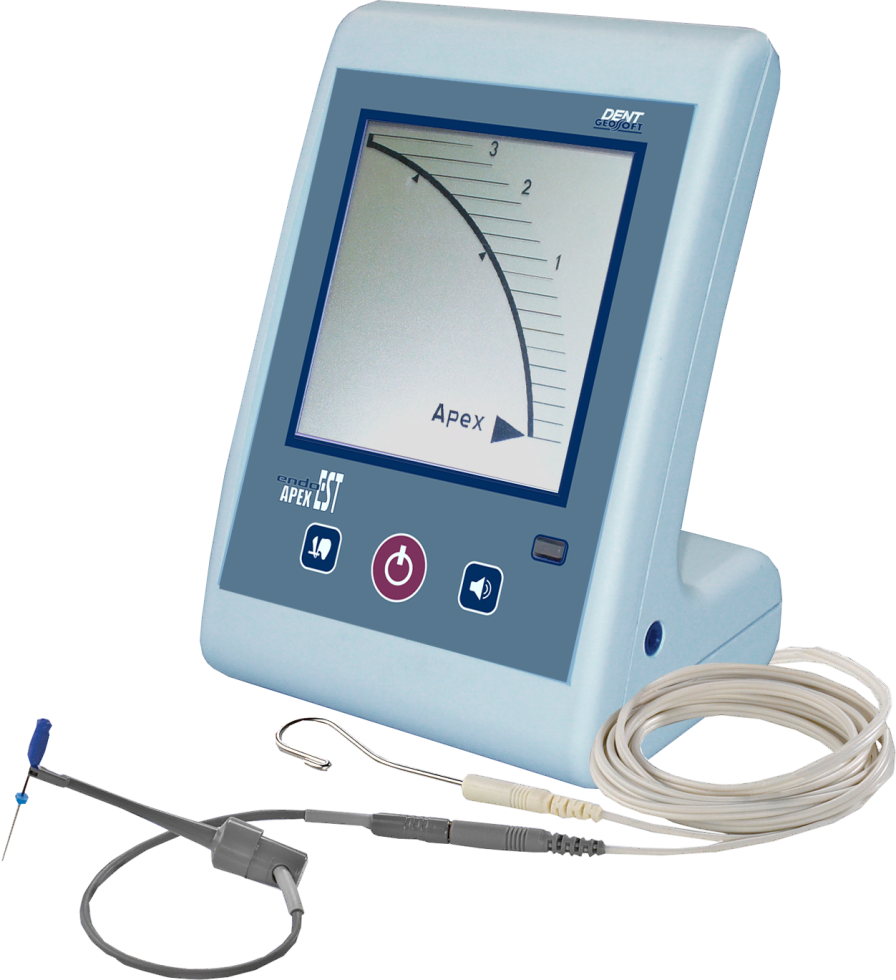 DENT
GEOSOFT
3
2
1
Apex
endo
APEX EST